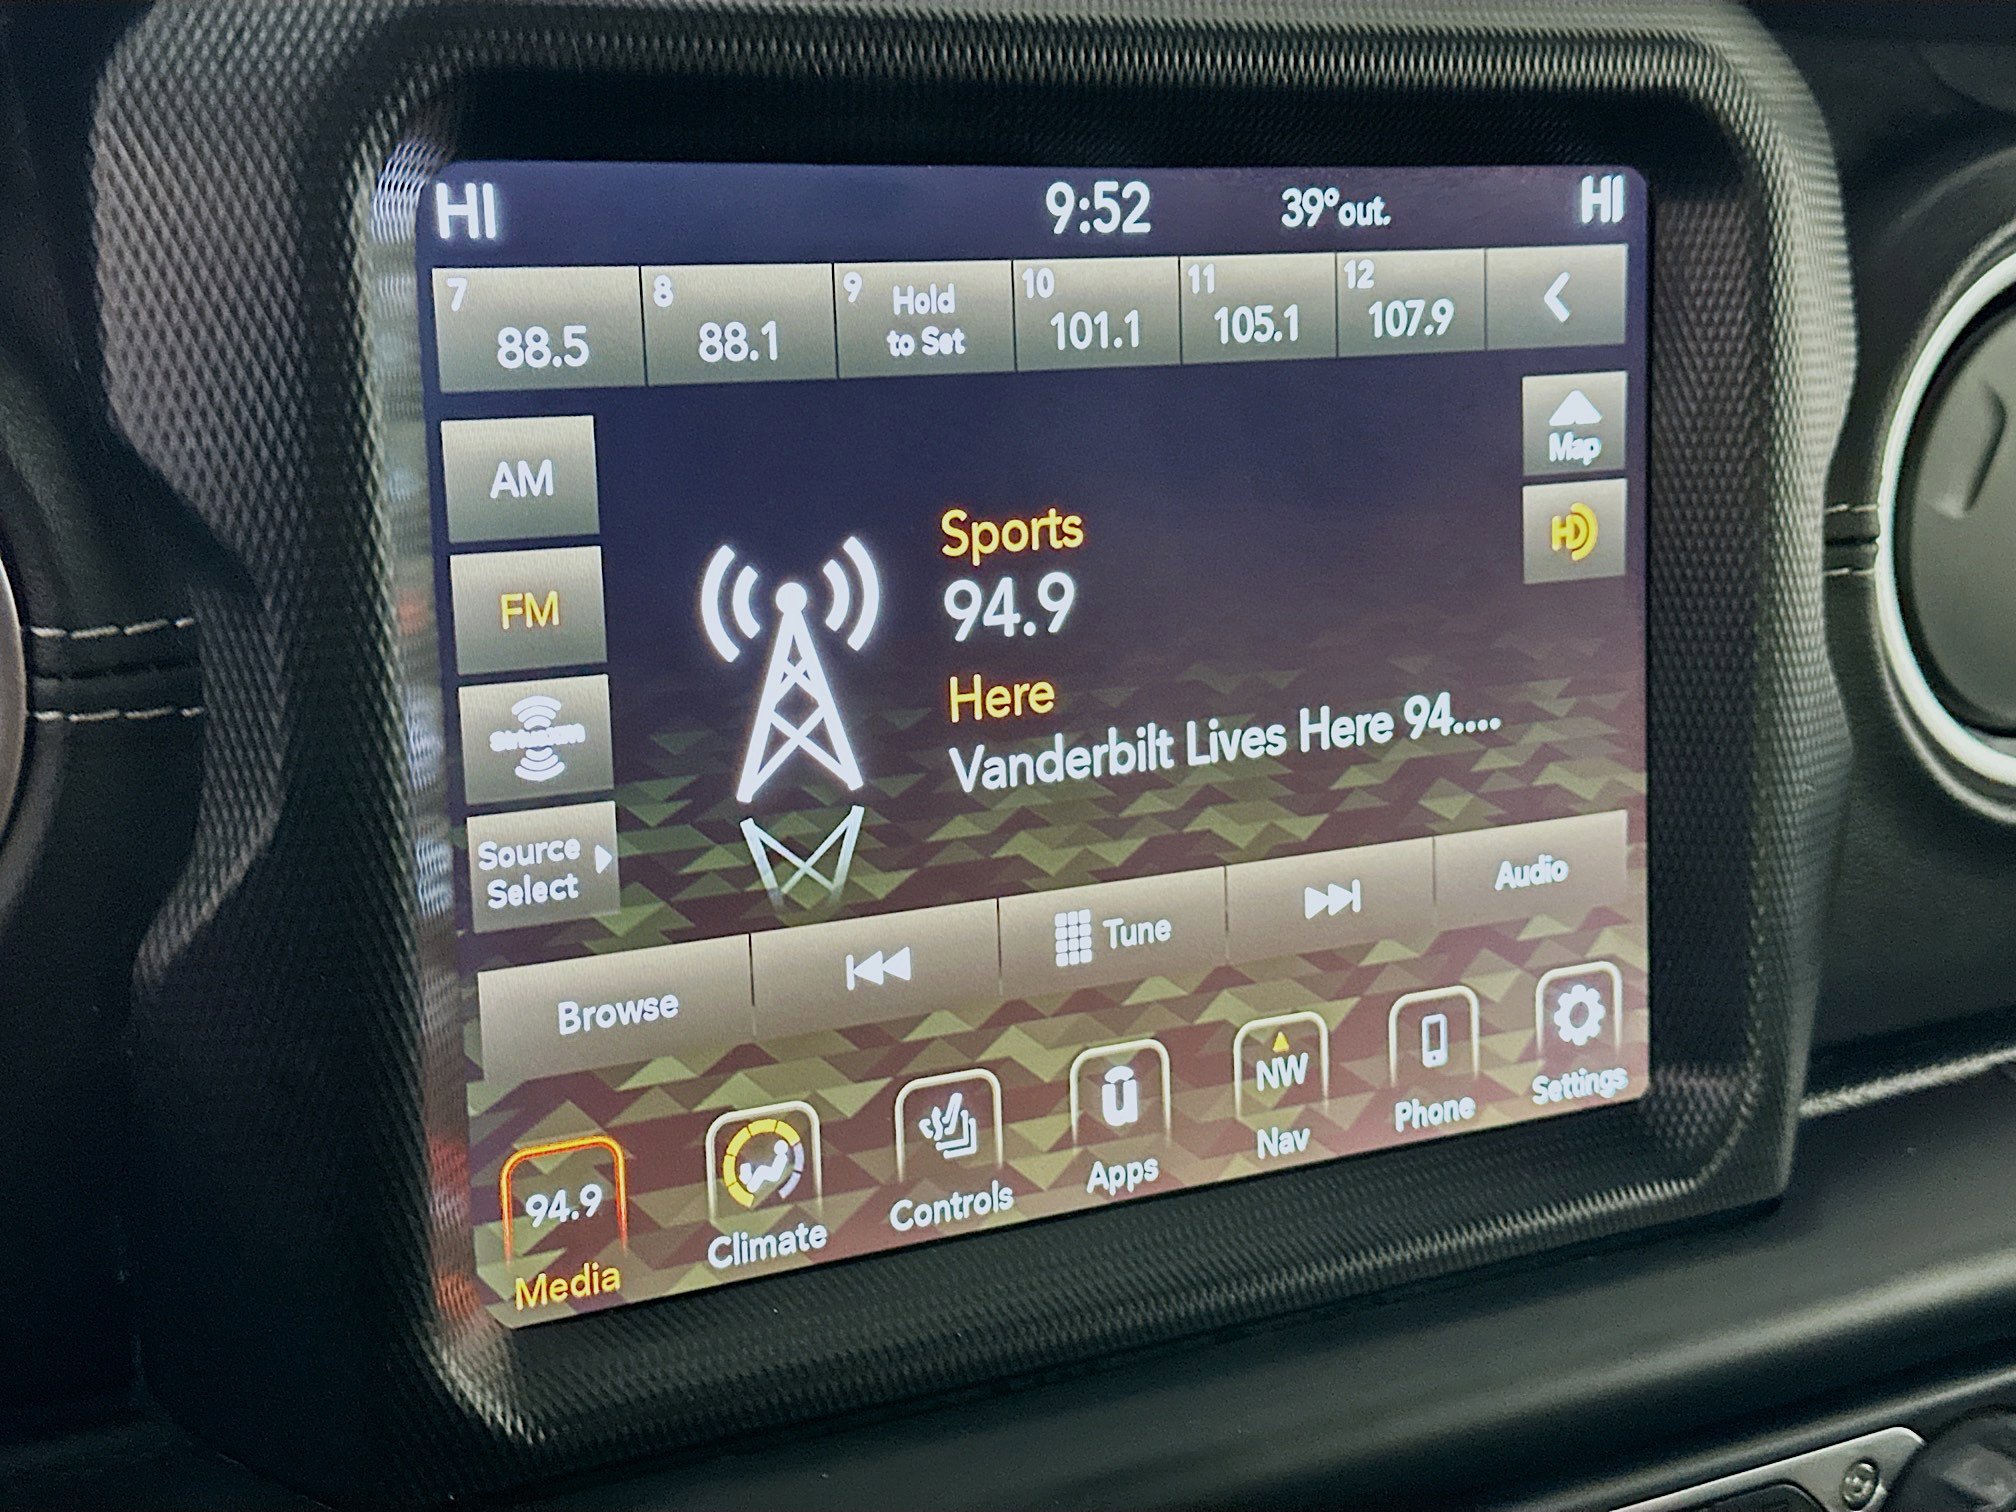 HI 9:52 39°out. HI
7 88.5
8 88.1
9 Hold
to Set
10 101.1
11 105.1
12 107.9
AM
FM
SiriusXM
Source
Select
Map
HD
Sports
94.9
Here
Vanderbilt Lives Here 94....
Browse
Tune
Audio
94.9
Media
Climate
Controls
Apps
NW
Nav
Phone
Settings